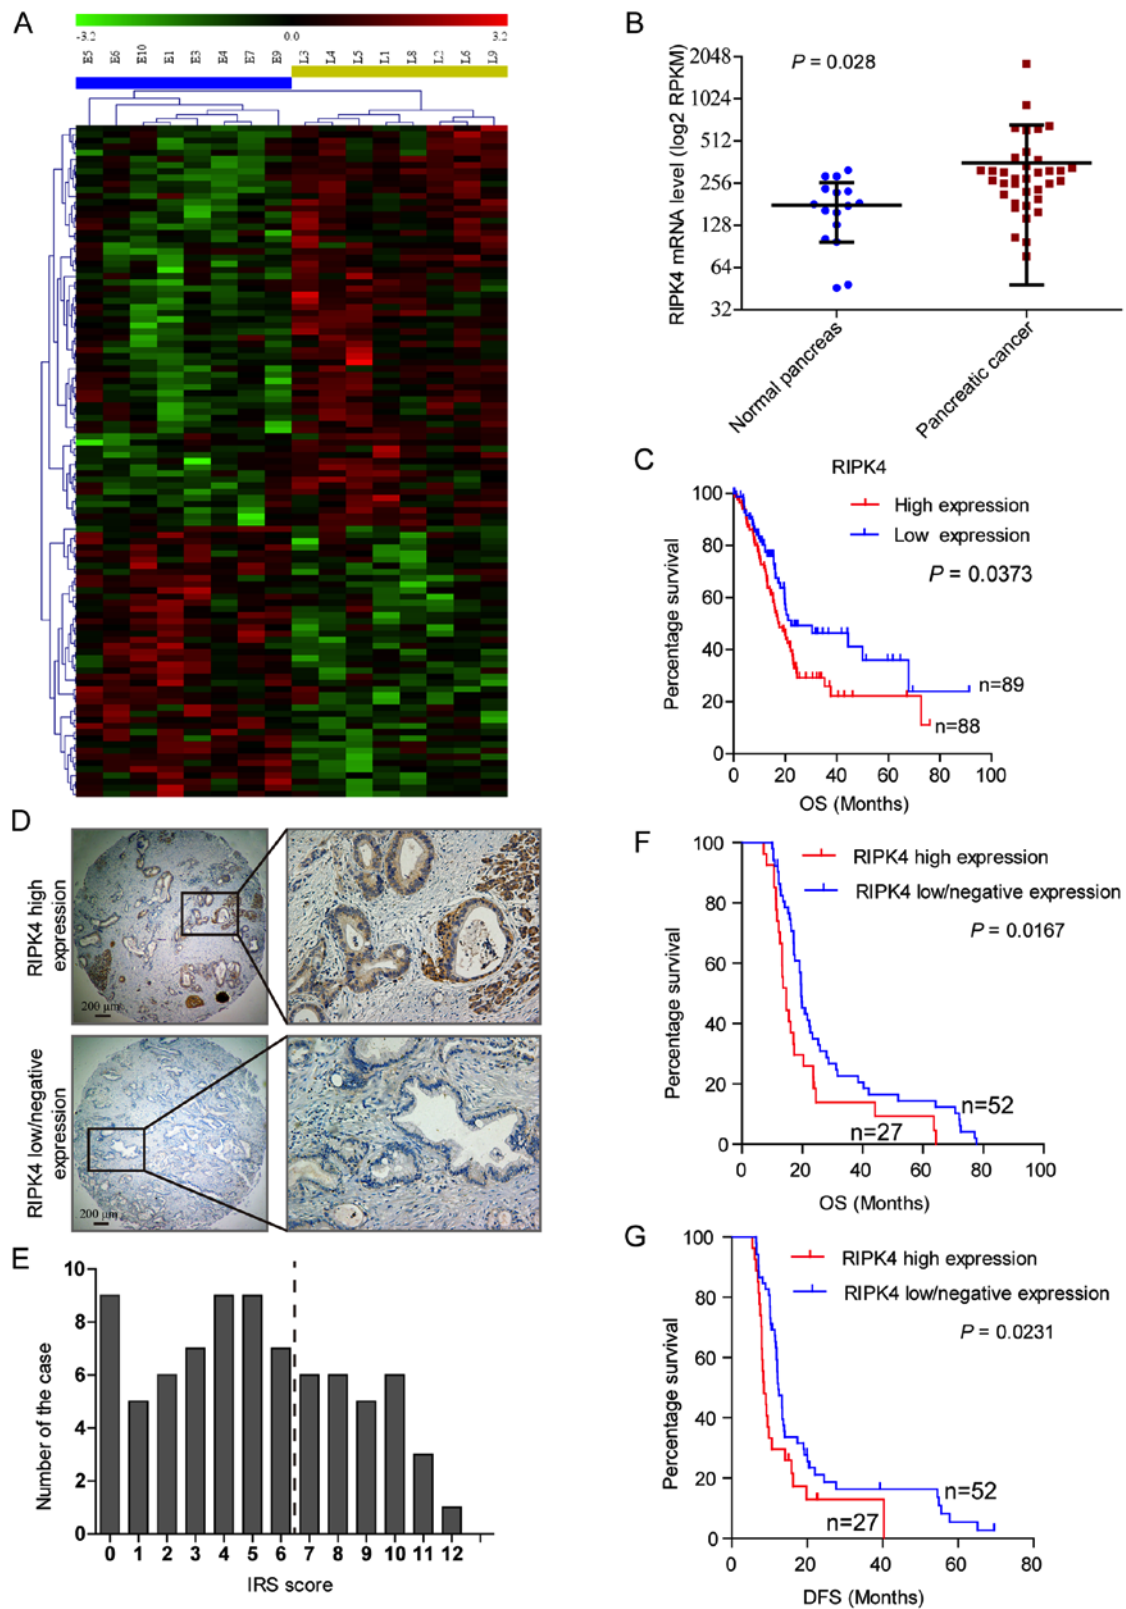 A
-3.2 0.0 3.2
E5 E6 E10 E1 E3 E4 E7 E9 L3 L4 L5 L1 L8 L2 L6 L9
B
RIPK4 mRNA level (log2 RPKM)
P = 0.028
2048
1024
512
256
128
64
32
Normal pancreas
Pancreatic cancer
C
RIPK4
High expression
Low expression
P = 0.0373
Percentage survival
100
80
60
40
20
0
n=89
n=88
0 20 40 60 80 100
OS (Months)
D
RIPK4 high
expression
200 μm
RIPK4 low/negative
expression
200 μm
E
Number of the case
10
8
6
4
2
0
0 1 2 3 4 5 6 7 8 9 10 11 12
IRS score
F
RIPK4 high expression
RIPK4 low/negative expression
P = 0.0167
Percentage survival
100
80
60
40
20
0
n=52
n=27
0 20 40 60 80 100
OS (Months)
G
RIPK4 high expression
RIPK4 low/negative expression
P = 0.0231
Percentage survival
100
80
60
40
20
0
n=52
n=27
0 20 40 60 80
DFS (Months)